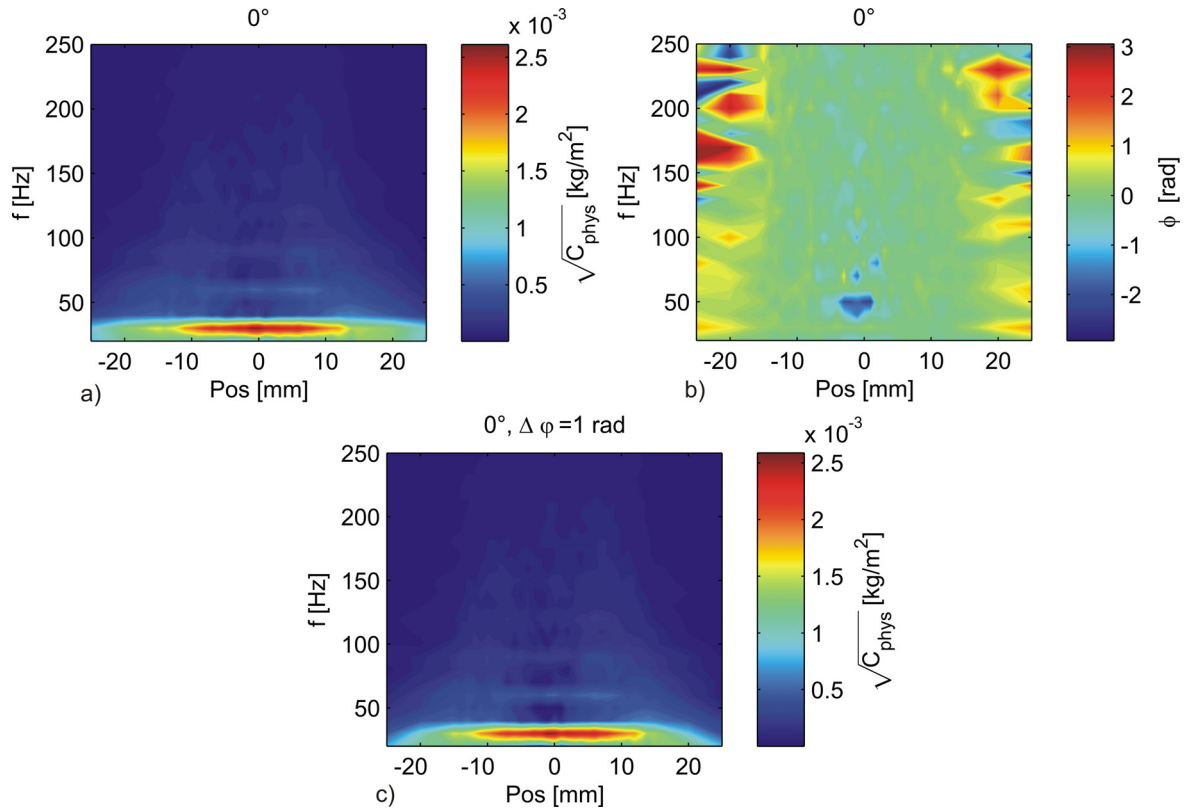 0°
x 10⁻³
250
200
150
100
50
f [Hz]
-20 -10 0 10 20
Pos [mm]
2.5
2
1.5
1
0.5
√C_phys [kg/m²]
a)
0°
250
200
150
100
50
f [Hz]
-20 -10 0 10 20
Pos [mm]
3
2
1
0
-1
-2
ϕ [rad]
b)
0°, Δ φ =1 rad
x 10⁻³
250
200
150
100
50
f [Hz]
-20 -10 0 10 20
Pos [mm]
2.5
2
1.5
1
0.5
√C_phys [kg/m²]
c)